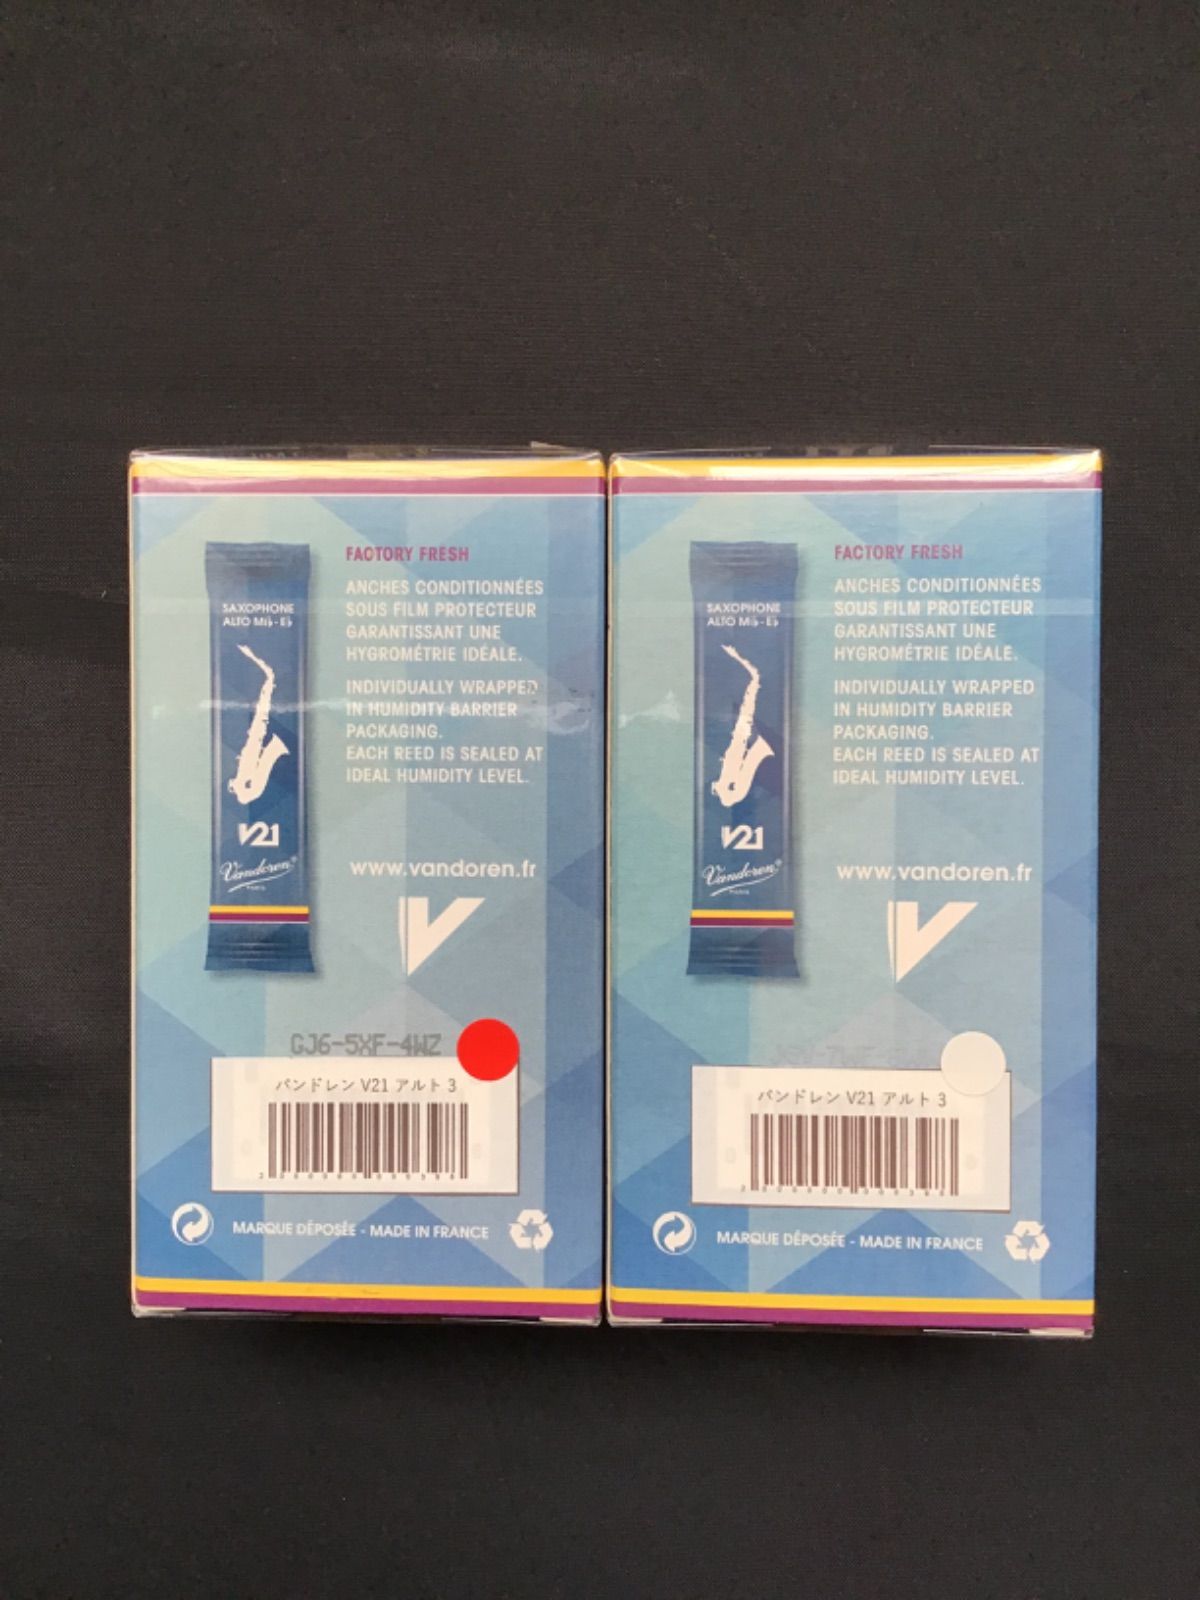 FACTORY FRESH
ANCHES CONDITIONNÉES
SOUS FILM PROTECTEUR
GARANTISSANT UNE
HYGROMÉTRIE IDÉALE.
INDIVIDUALLY WRAPPED
IN HUMIDITY BARRIER
PACKAGING.
EACH REED IS SEALED AT
IDEAL HUMIDITY LEVEL.
SAXOPHONE
ALTO Mi♭-E♭
V21
Vandoren®
PARIS
www.vandoren.fr
V
GJ6-5XF-4WZ
バンドレン V21 アルト 3
MARQUE DÉPOSÉE - MADE IN FRANCE
FACTORY FRESH
ANCHES CONDITIONNÉES
SOUS FILM PROTECTEUR
GARANTISSANT UNE
HYGROMÉTRIE IDÉALE.
INDIVIDUALLY WRAPPED
IN HUMIDITY BARRIER
PACKAGING.
EACH REED IS SEALED AT
IDEAL HUMIDITY LEVEL.
SAXOPHONE
ALTO Mi♭-E♭
V21
Vandoren®
PARIS
www.vandoren.fr
V
バンドレン V21 アルト 3
MARQUE DÉPOSÉE - MADE IN FRANCE